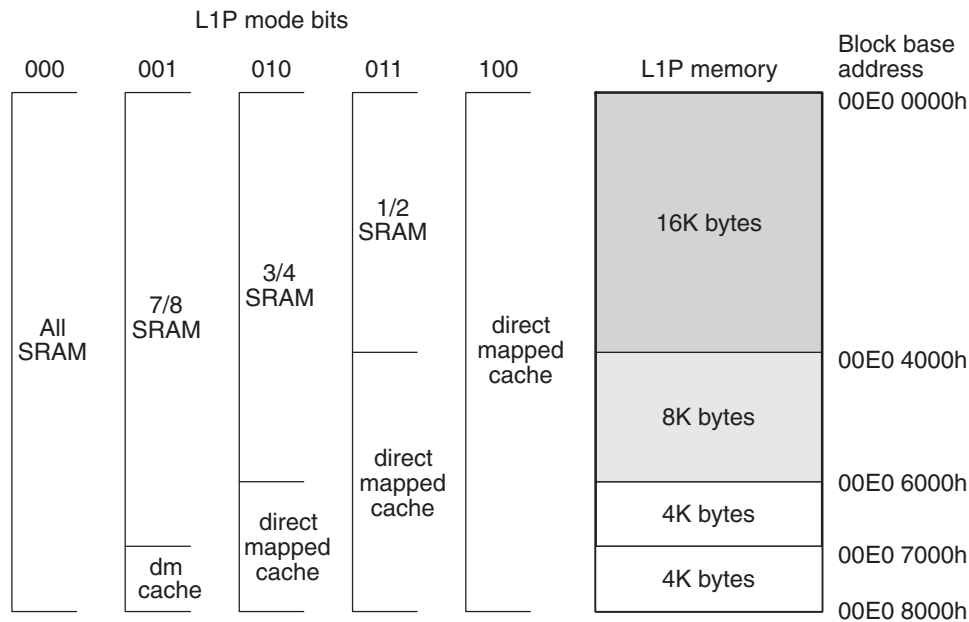 L1P mode bits
000 001 010 011 100 L1P memory Block base
address
00E0 0000h
1/2
SRAM
16K bytes
3/4
SRAM
7/8
SRAM
All
SRAM
direct
mapped
cache
00E0 4000h
8K bytes
direct
mapped
cache
00E0 6000h
4K bytes
direct
mapped
cache
00E0 7000h
dm
cache
4K bytes
00E0 8000h